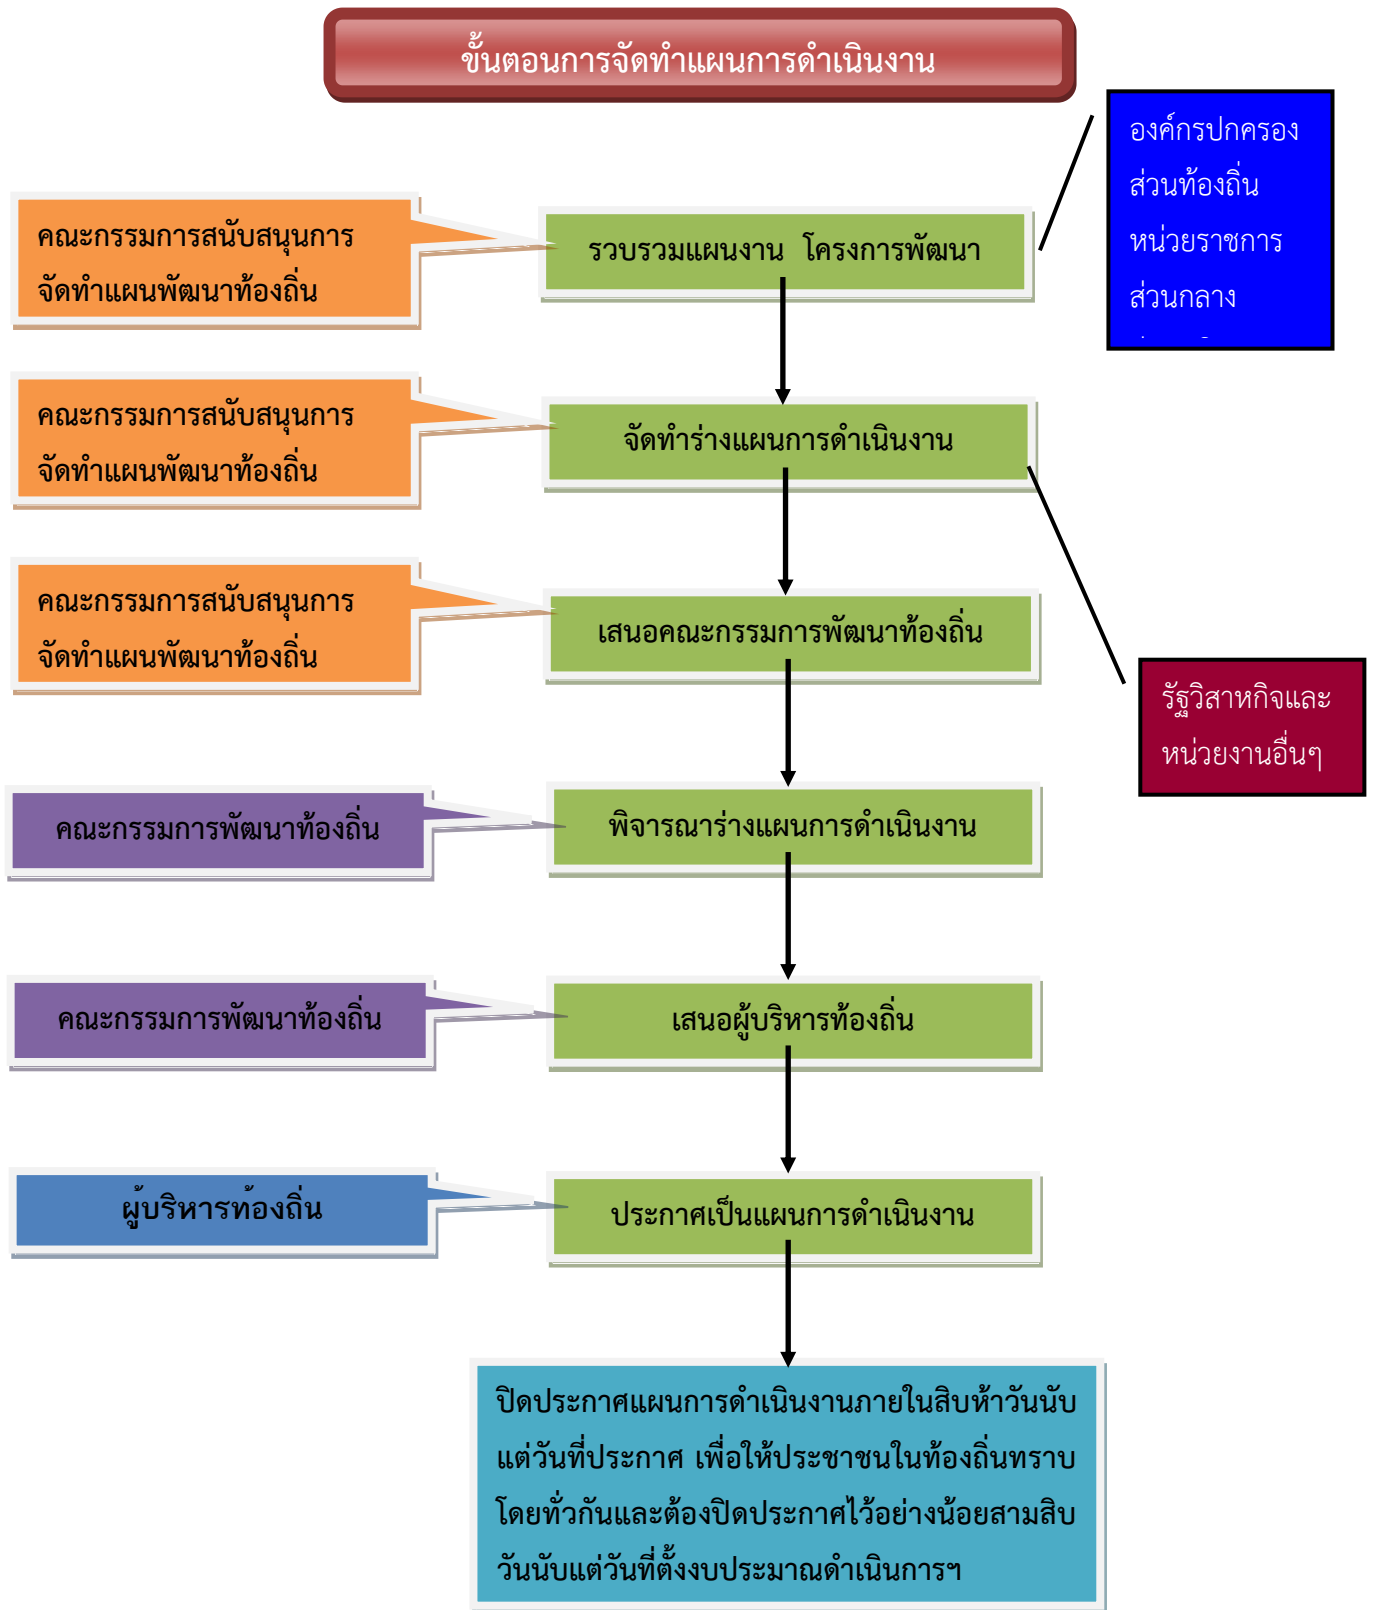 ขั้นตอนการจัดทำแผนการดำเนินงาน
องค์กรปกครอง
ส่วนท้องถิ่น
หน่วยราชการ
ส่วนกลาง
คณะกรรมการสนับสนุนการ
จัดทำแผนพัฒนาท้องถิ่น
รวบรวมแผนงาน โครงการพัฒนา
คณะกรรมการสนับสนุนการ
จัดทำแผนพัฒนาท้องถิ่น
จัดทำร่างแผนการดำเนินงาน
คณะกรรมการสนับสนุนการ
จัดทำแผนพัฒนาท้องถิ่น
เสนอคณะกรรมการพัฒนาท้องถิ่น
รัฐวิสาหกิจและ
หน่วยงานอื่นๆ
คณะกรรมการพัฒนาท้องถิ่น
พิจารณาร่างแผนการดำเนินงาน
คณะกรรมการพัฒนาท้องถิ่น
เสนอผู้บริหารท้องถิ่น
ผู้บริหารท้องถิ่น
ประกาศเป็นแผนการดำเนินงาน
ปิดประกาศแผนการดำเนินงานภายในสิบห้าวันนับ
แต่วันที่ประกาศ เพื่อให้ประชาชนในท้องถิ่นทราบ
โดยทั่วกันและต้องปิดประกาศไว้อย่างน้อยสามสิบ
วันนับแต่วันที่ตั้งงบประมาณดำเนินการฯ